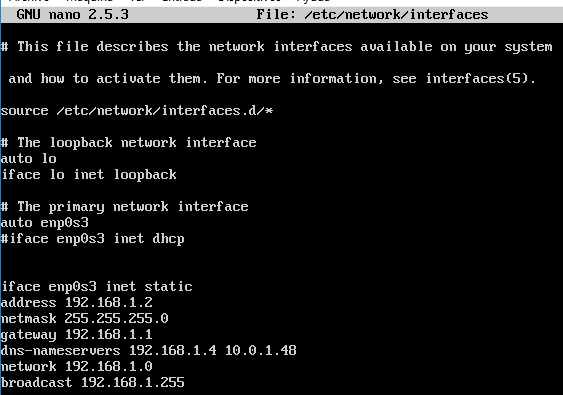 GNU nano 2.5.3 File: /etc/network/interfaces
# This file describes the network interfaces available on your system
and how to activate them. For more information, see interfaces(5).
source /etc/network/interfaces.d/*
# The loopback network interface
auto lo
iface lo inet loopback
# The primary network interface
auto enp0s3
#iface enp0s3 inet dhcp
iface enp0s3 inet static
address 192.168.1.2
netmask 255.255.255.0
gateway 192.168.1.1
dns-nameservers 192.168.1.4 10.0.1.48
network 192.168.1.0
broadcast 192.168.1.255